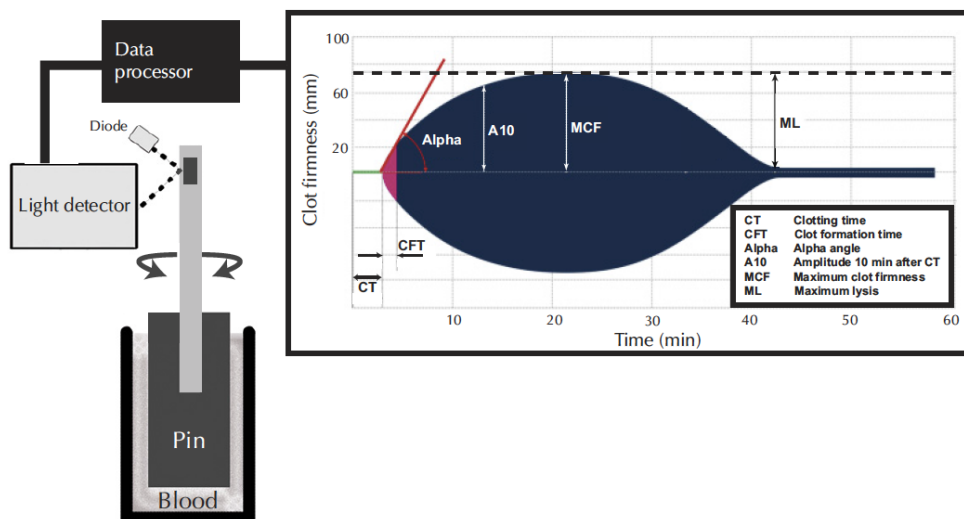 Data
processor
Diode
Light detector
Pin
Blood
Clot firmness (mm)
100
60
20
Alpha
A10
MCF
ML
CFT
CT
CT Clotting time
CFT Clot formation time
Alpha Alpha angle
A10 Amplitude 10 min after CT
MCF Maximum clot firmness
ML Maximum lysis
10
20
30
40
50
60
Time (min)